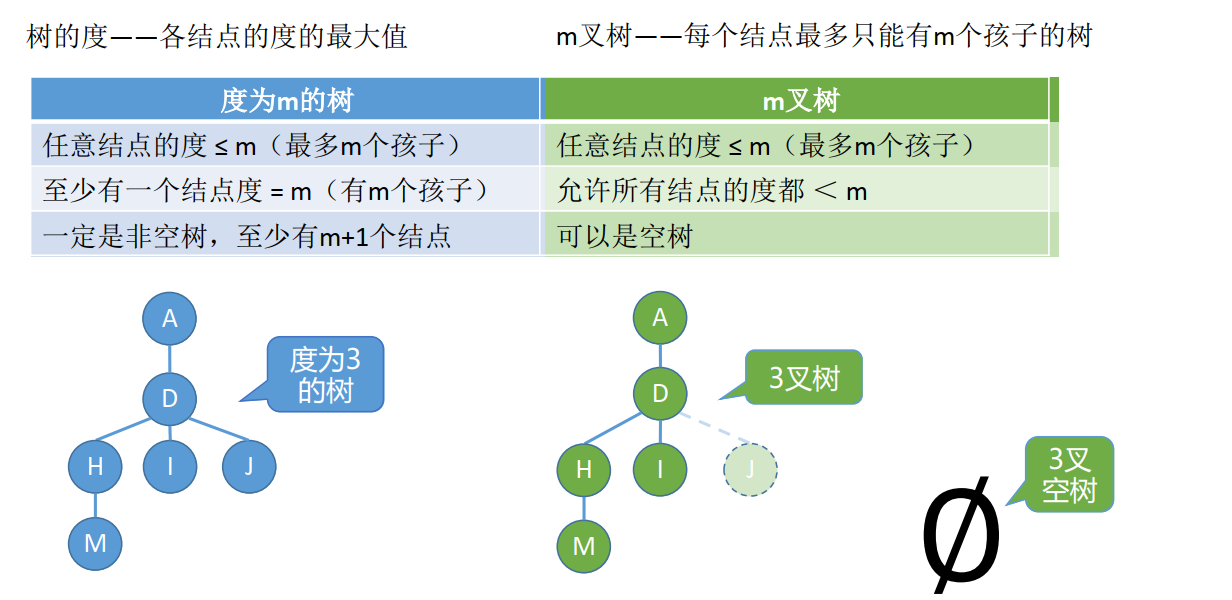 树的度——各结点的度的最大值
m叉树——每个结点最多只能有m个孩子的树
度为m的树
m叉树
任意结点的度 ≤ m（最多m个孩子）
任意结点的度 ≤ m（最多m个孩子）
至少有一个结点度 = m（有m个孩子）
允许所有结点的度都 ＜ m
一定是非空树，至少有m+1个结点
可以是空树
A
度为3
的树
D
H
I
J
M
A
3叉树
D
H
I
J
M
3叉
空树
∅